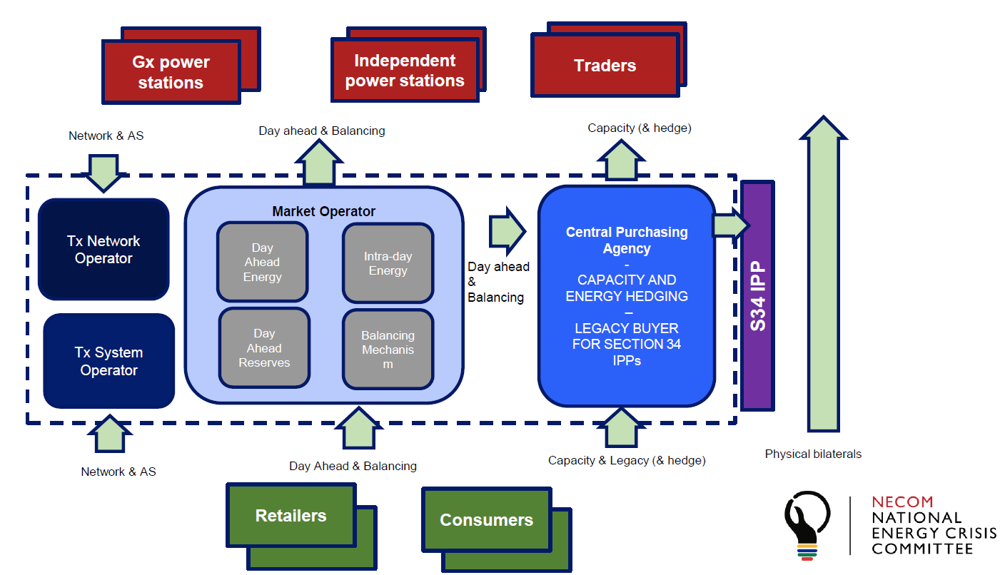 Gx power
stations
Independent
power stations
Traders
Network & AS
Day ahead & Balancing
Capacity (& hedge)
Market Operator
Tx Network
Operator
Day
Ahead
Energy
Intra-day
Energy
Day ahead
&
Balancing
Central Purchasing
Agency
-
CAPACITY AND
ENERGY HEDGING
–
LEGACY BUYER
FOR SECTION 34
IPPs
S34 IPP
Tx System
Operator
Day
Ahead
Reserves
Balancing
Mechanis
m
Network & AS
Day Ahead & Balancing
Capacity & Legacy (& hedge)
Physical bilaterals
Retailers
Consumers
NECOM
NATIONAL
ENERGY CRISIS
COMMITTEE